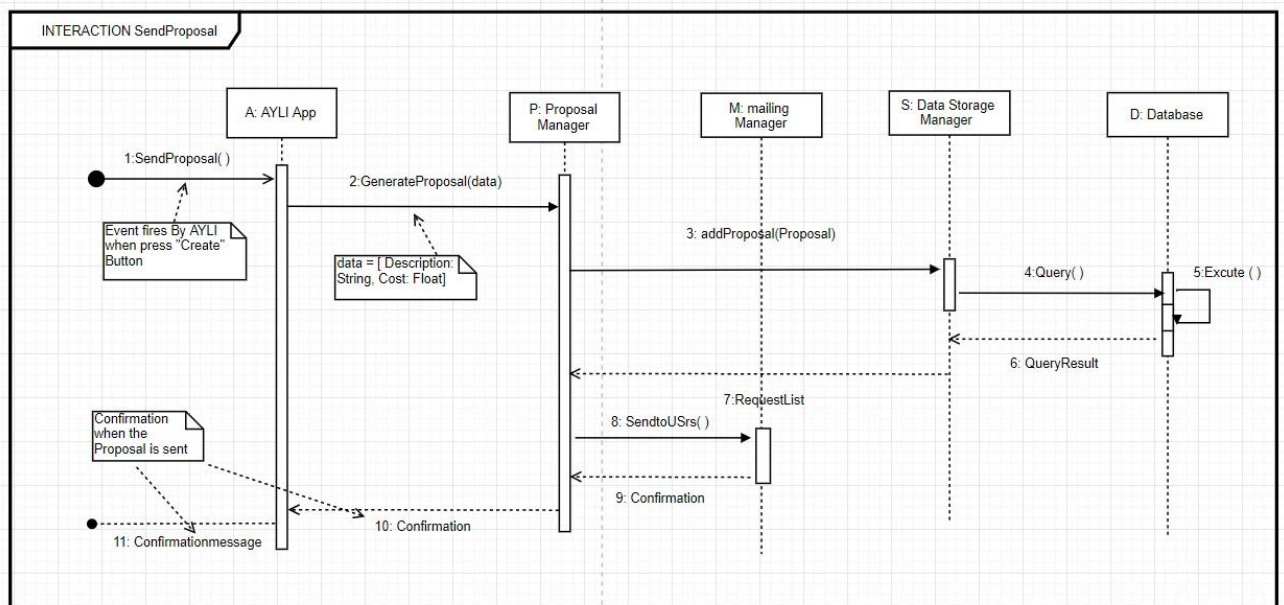 INTERACTION SendProposal
A: AYLI App
P: Proposal
Manager
M: mailing
Manager
S: Data Storage
Manager
D: Database
1:SendProposal( )
2:GenerateProposal(data)
Event fires By AYLI
when press "Create"
Button
data = [ Description:
String, Cost: Float]
3: addProposal(Proposal)
4:Query( )
5:Excute ( )
6: QueryResult
7:RequestList
Confirmation
when the
Proposal is sent
8: SendtoUSrs( )
9: Confirmation
10: Confirmation
11: Confirmationmessage